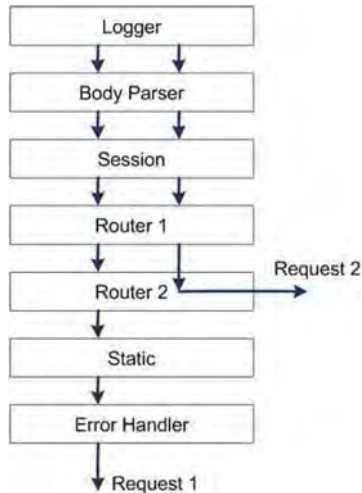 Logger
Body Parser
Session
Router 1
Request 2
Router 2
Static
Error Handler
Request 1